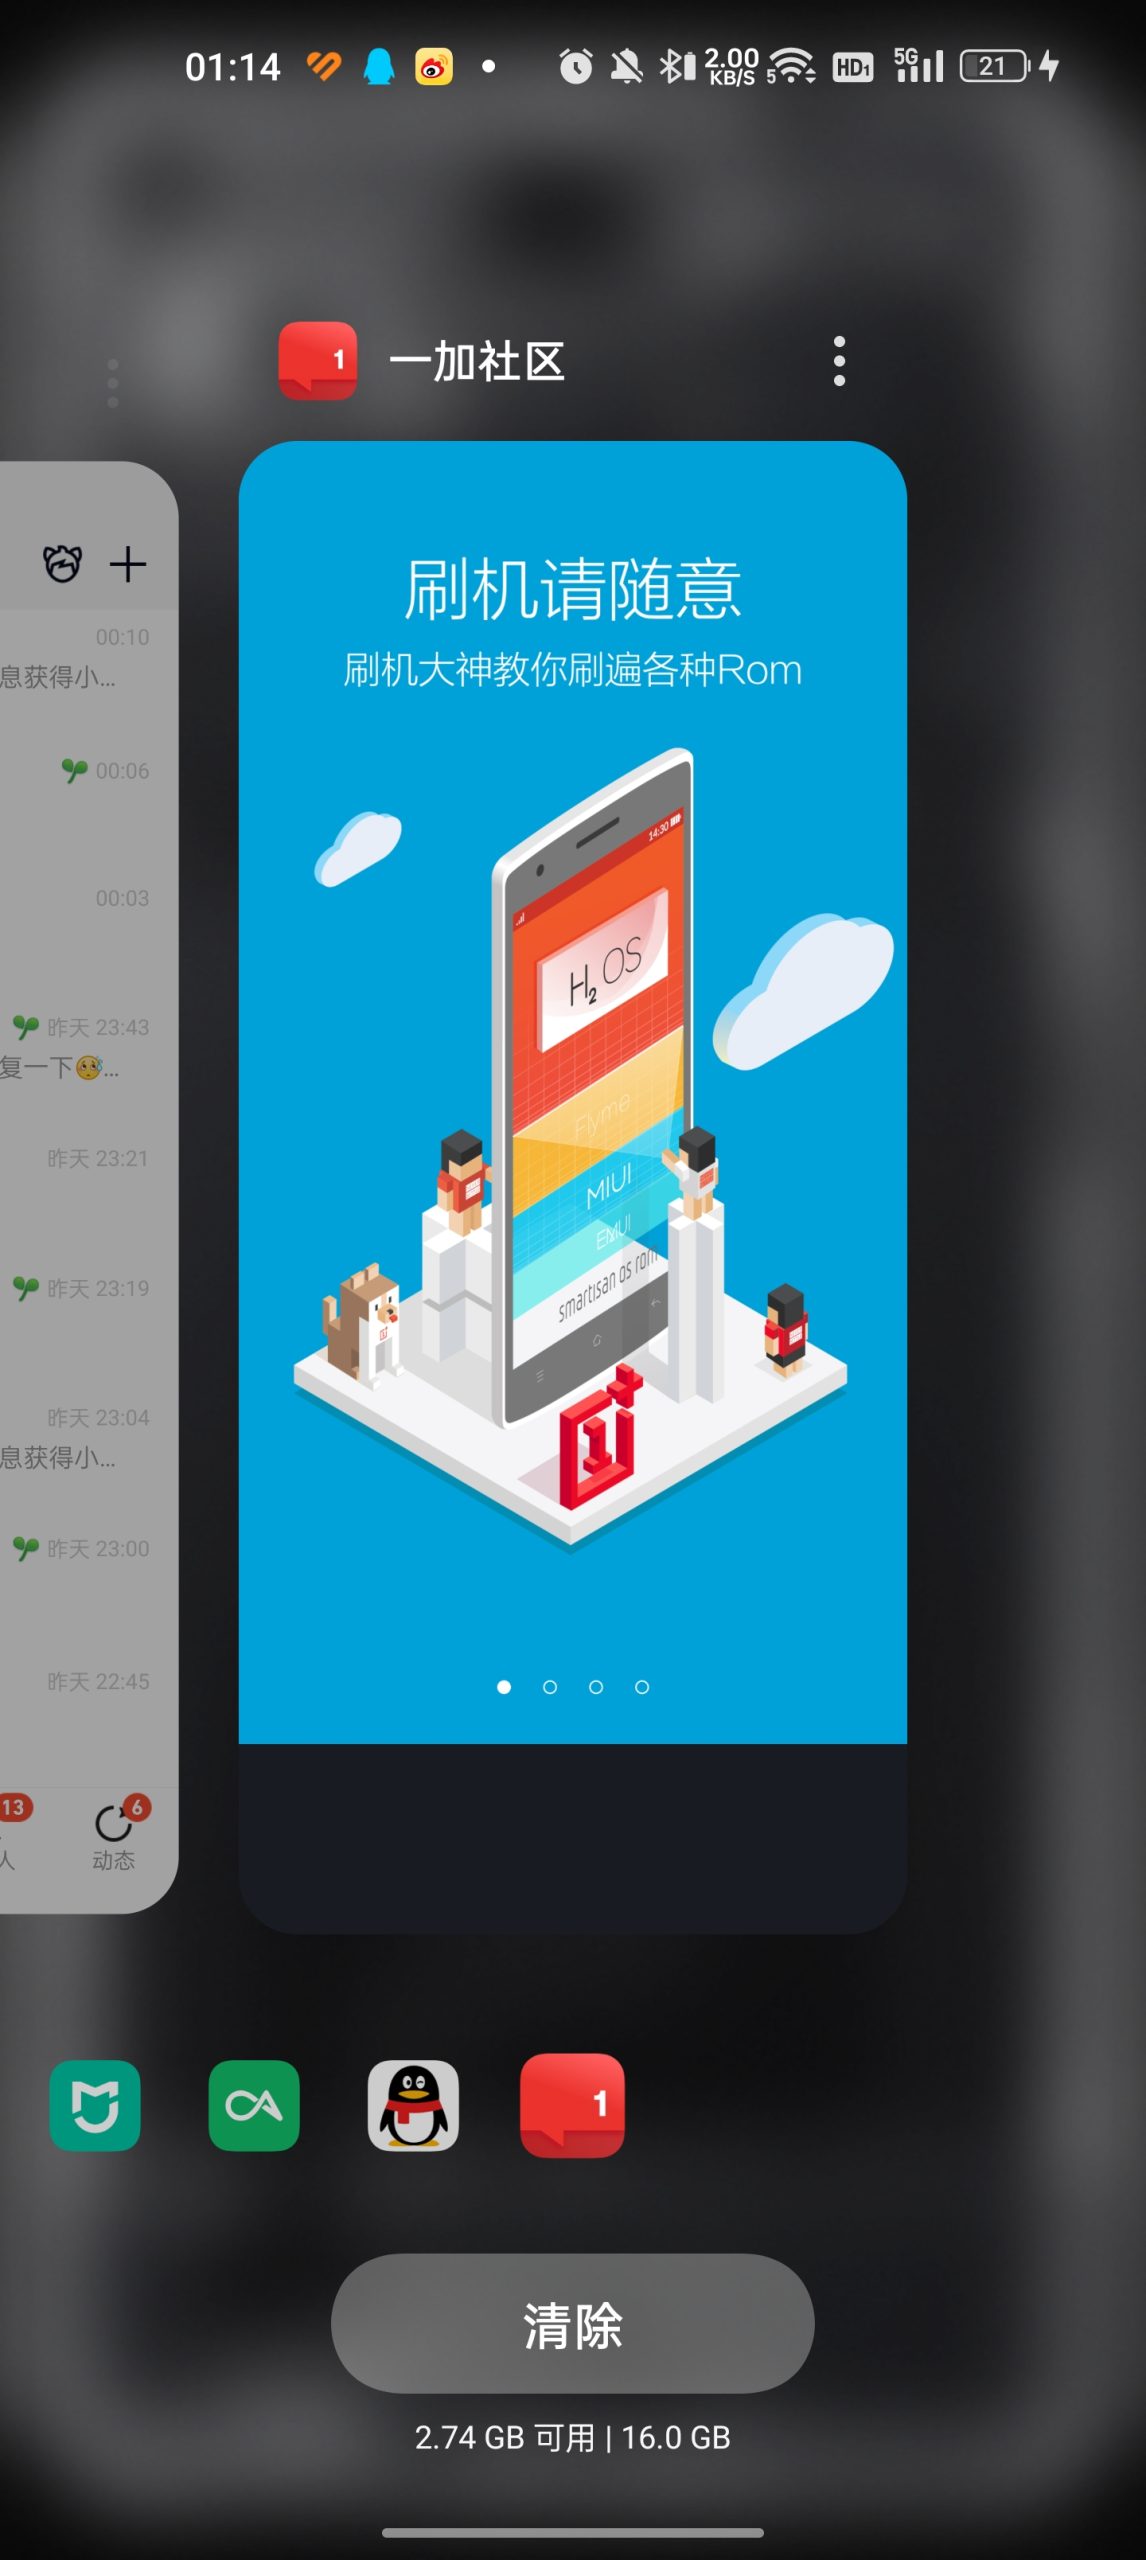 01:14
2.00
KB/S
5
HD1
5G
21
1
一加社区
00:10
息获得小...
00:06
00:03
昨天 23:43
复一下🥹...
昨天 23:21
昨天 23:19
昨天 23:04
息获得小...
昨天 23:00
昨天 22:45
13
6
人
动态
刷机请随意
刷机大神教你刷遍各种Rom
14:30
H2 OS
Flyme
MIUI
EMUI
smartisan os rom
1
1
清除
2.74 GB 可用 | 16.0 GB